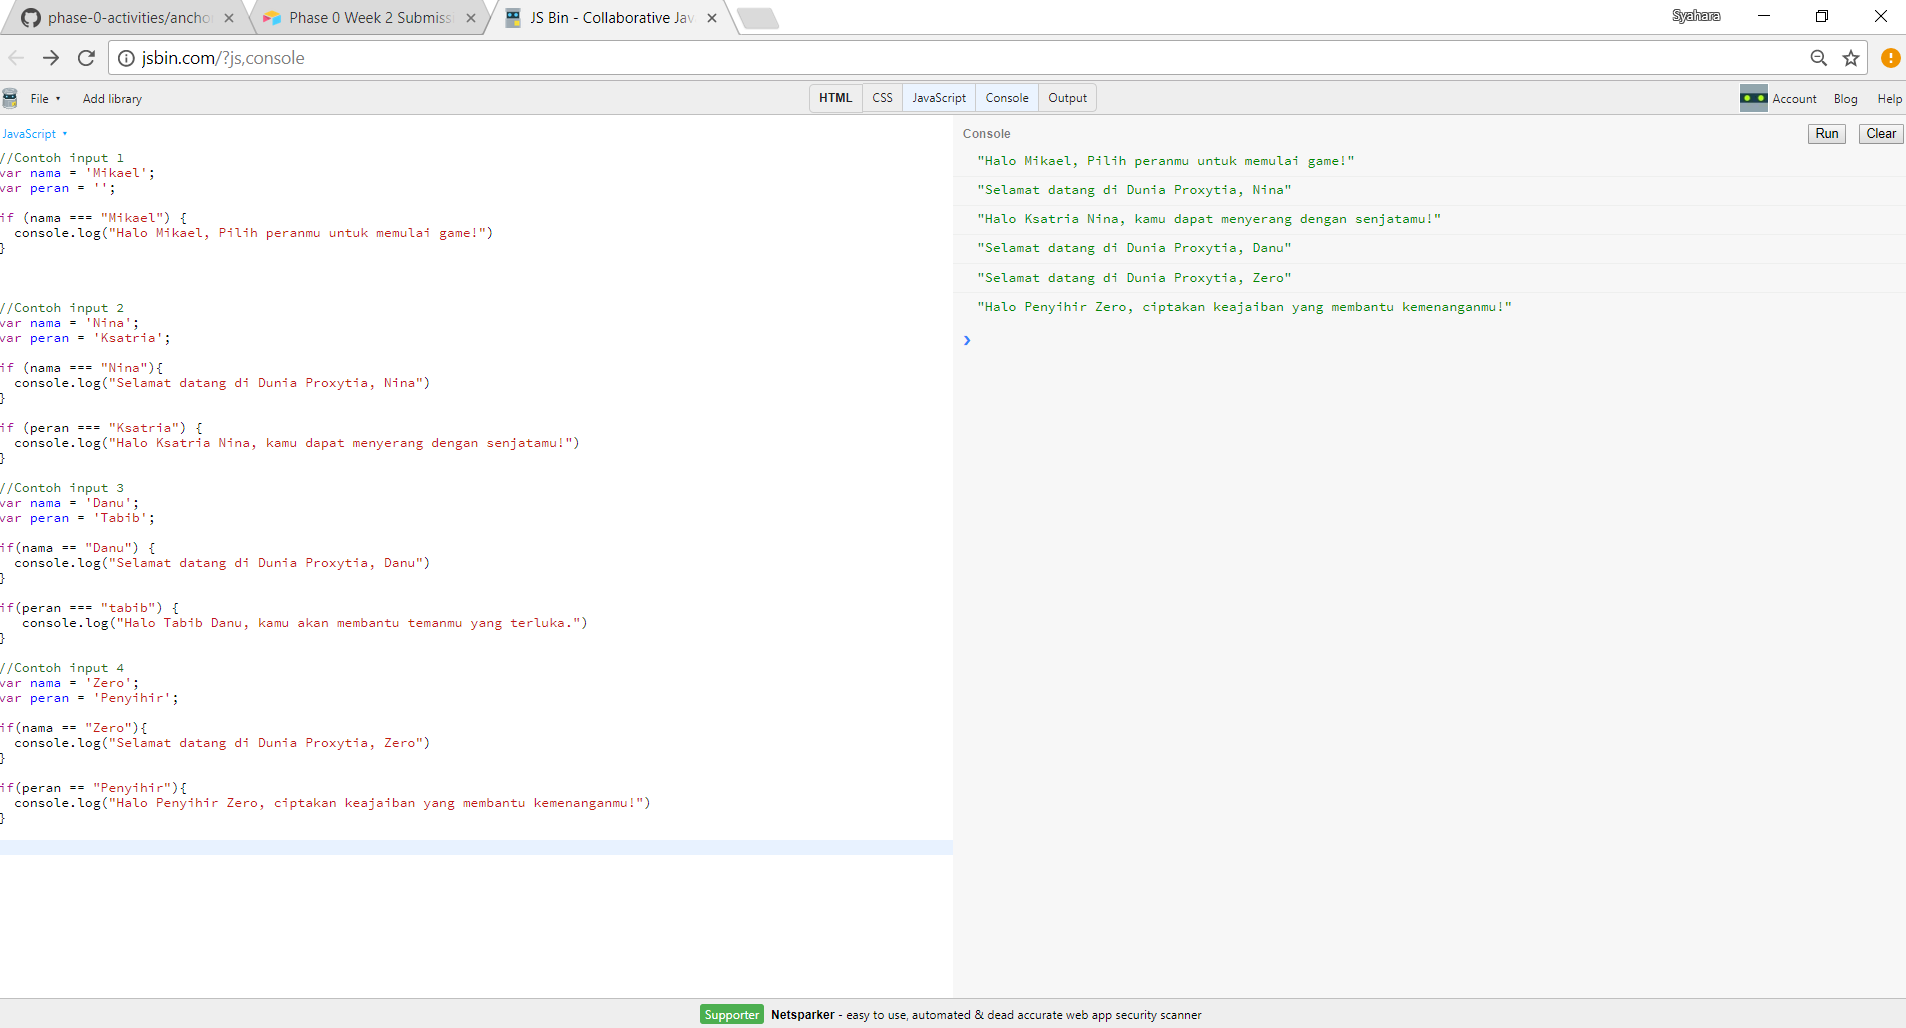 phase-0-activities/anchor
Phase 0 Week 2 Submissi
JS Bin - Collaborative Jav
Syahara
jsbin.com/?js,console
File
Add library
HTML
CSS
JavaScript
Console
Output
Account
Blog
Help
JavaScript
//Contoh input 1
var nama = 'Mikael';
var peran = '';
if (nama === "Mikael") {
console.log("Halo Mikael, Pilih peranmu untuk memulai game!")
}
//Contoh input 2
var nama = 'Nina';
var peran = 'Ksatria';
if (nama === "Nina"){
console.log("Selamat datang di Dunia Proxytia, Nina")
}
if (peran === "Ksatria") {
console.log("Halo Ksatria Nina, kamu dapat menyerang dengan senjatamu!")
}
//Contoh input 3
var nama = 'Danu';
var peran = 'Tabib';
if(nama == "Danu") {
console.log("Selamat datang di Dunia Proxytia, Danu")
}
if(peran === "tabib") {
console.log("Halo Tabib Danu, kamu akan membantu temanmu yang terluka.")
}
//Contoh input 4
var nama = 'Zero';
var peran = 'Penyihir';
if(nama == "Zero"){
console.log("Selamat datang di Dunia Proxytia, Zero")
}
if(peran == "Penyihir"){
console.log("Halo Penyihir Zero, ciptakan keajaiban yang membantu kemenanganmu!")
}
Console
Run
Clear
"Halo Mikael, Pilih peranmu untuk memulai game!"
"Selamat datang di Dunia Proxytia, Nina"
"Halo Ksatria Nina, kamu dapat menyerang dengan senjatamu!"
"Selamat datang di Dunia Proxytia, Danu"
"Selamat datang di Dunia Proxytia, Zero"
"Halo Penyihir Zero, ciptakan keajaiban yang membantu kemenanganmu!"
Supporter Netsparker - easy to use, automated & dead accurate web app security scanner